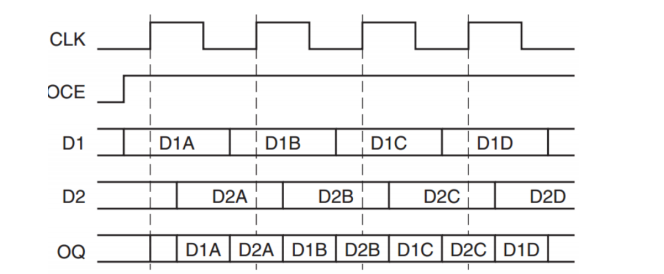 CLK
OCE
D1 D1A D1B D1C D1D
D2 D2A D2B D2C D2D
OQ D1A D2A D1B D2B D1C D2C D1D